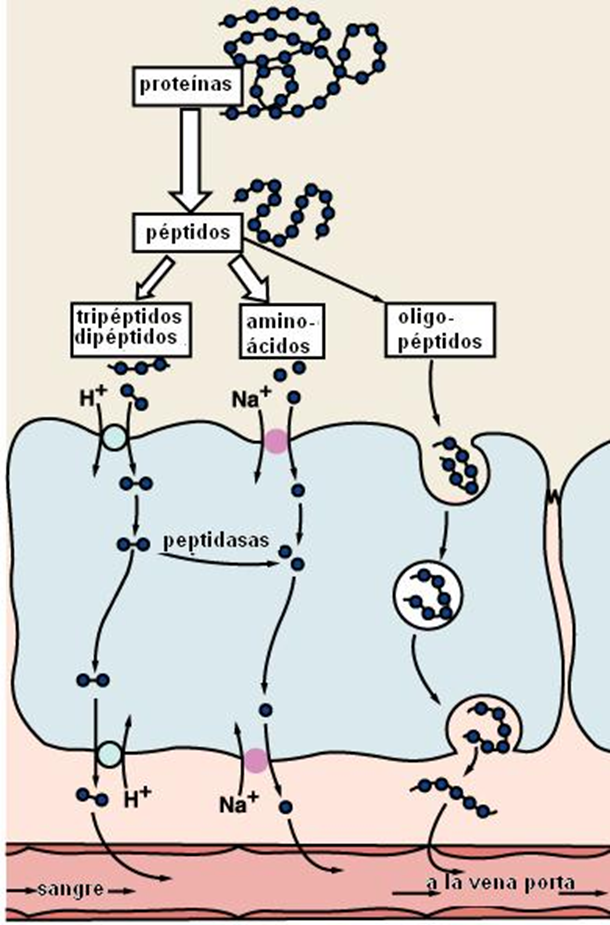 proteínas
péptidos
tripéptidos
dipéptidos
amino-
ácidos
oligo-
péptidos
H+
Na+
peptidasas
H+
Na+
sangre
a la vena porta